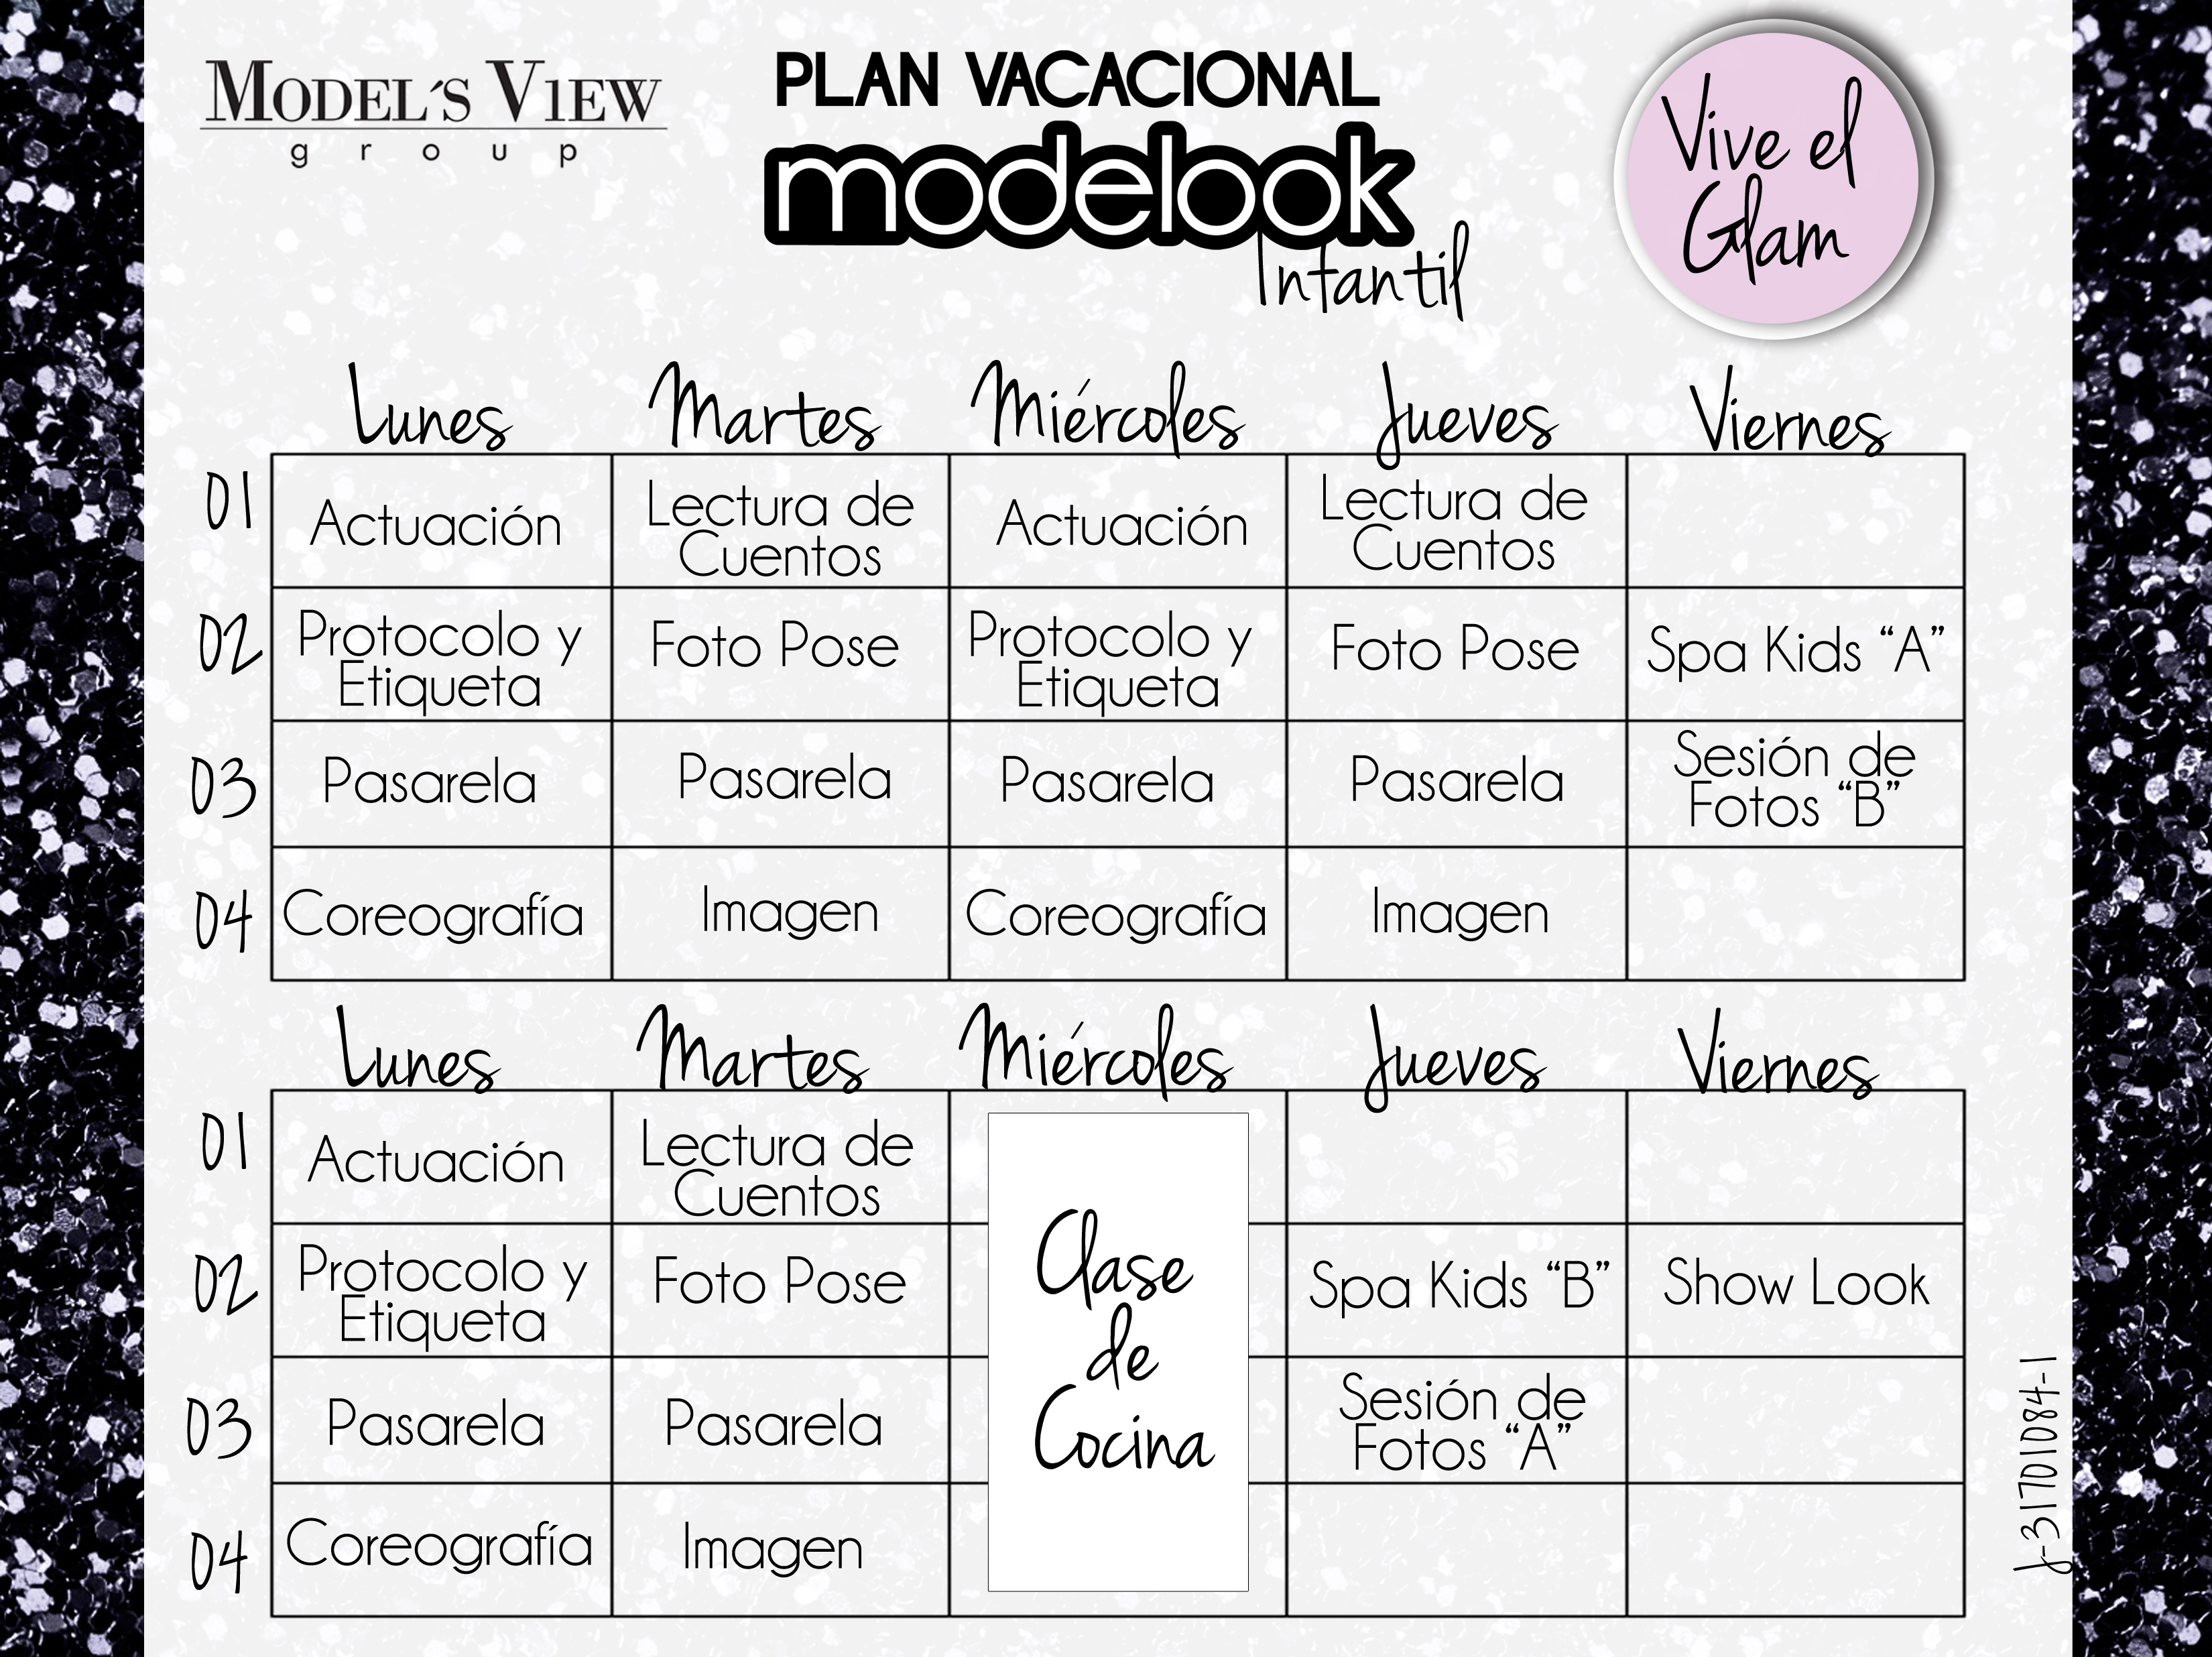 MODEL´S VIEW
group
PLAN VACACIONAL
modelook
Infantil
Vive el
Glam
Lunes Martes Miércoles Jueves Viernes
01 Actuación Lectura de Cuentos Actuación Lectura de Cuentos
02 Protocolo y Etiqueta Foto Pose Protocolo y Etiqueta Foto Pose Spa Kids “A”
03 Pasarela Pasarela Pasarela Pasarela Sesión de Fotos “B”
04 Coreografía Imagen Coreografía Imagen
Lunes Martes Miércoles Jueves Viernes
01 Actuación Lectura de Cuentos
02 Protocolo y Etiqueta Foto Pose Spa Kids “B” Show Look
03 Pasarela Pasarela Sesión de Fotos “A”
04 Coreografía Imagen
Clase
de
Cocina
J-31701084-1